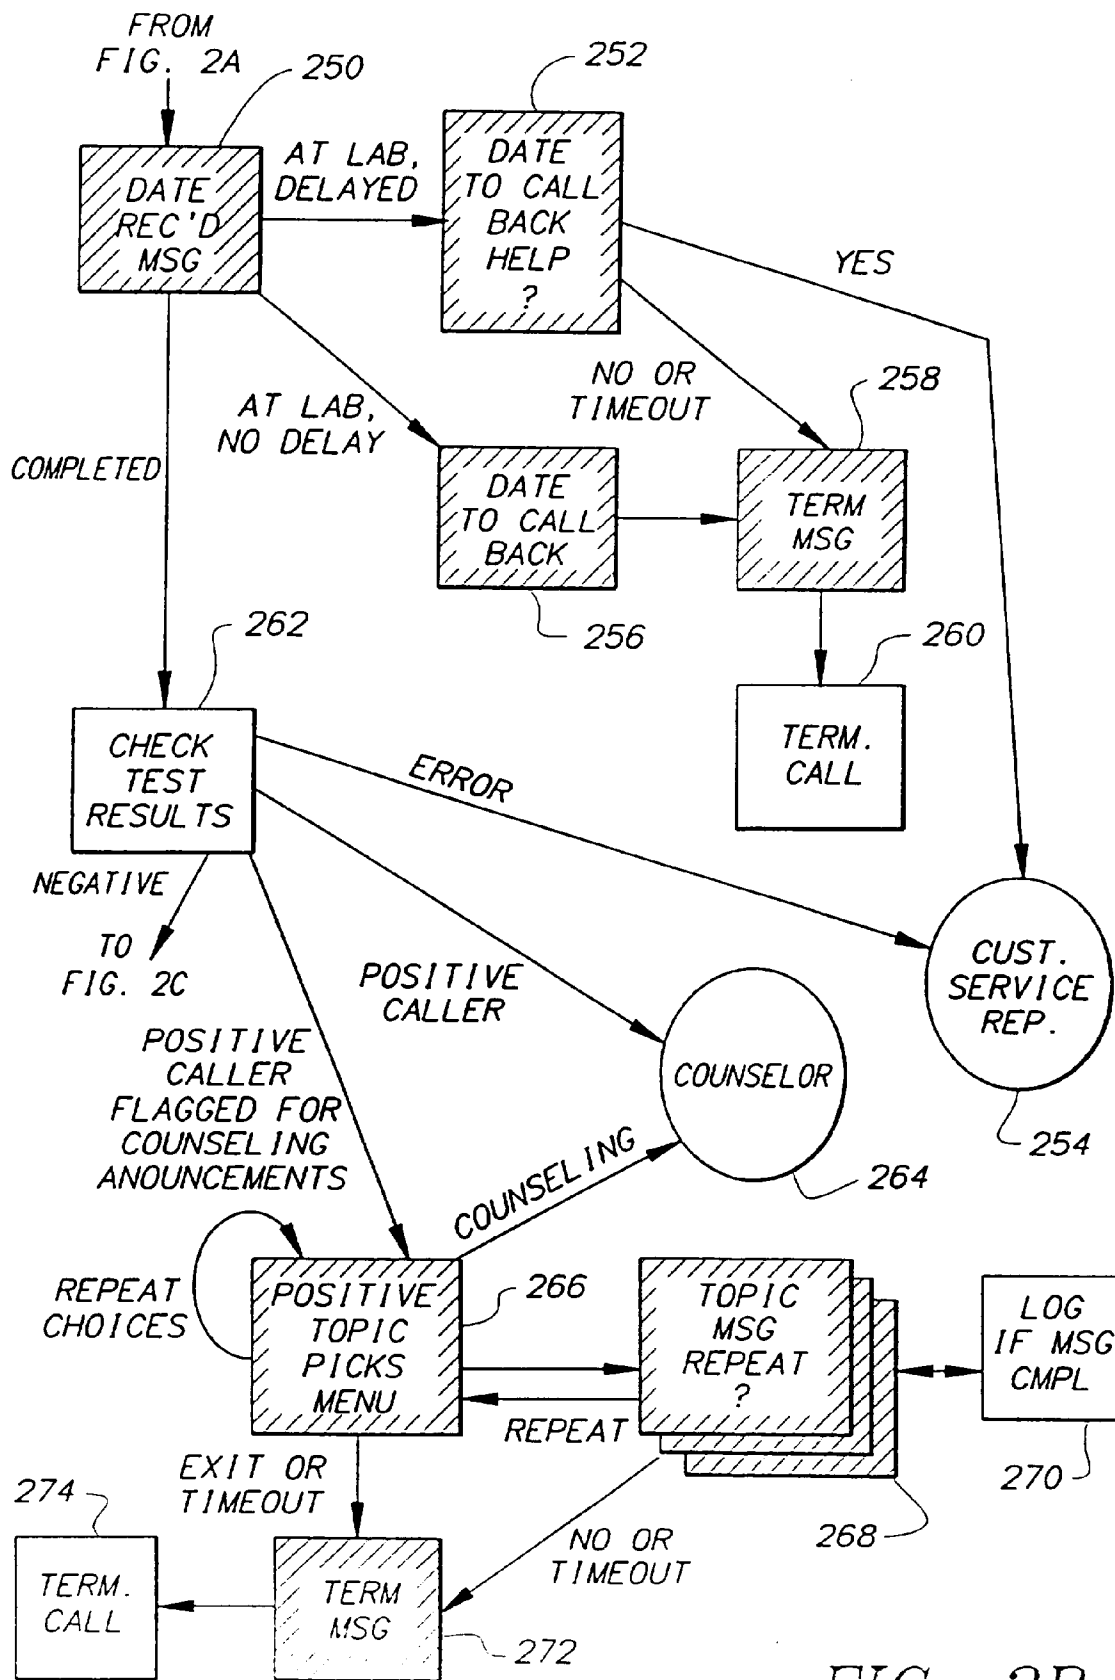 FROM
FIG. 2A
250
252
DATE
REC'D
MSG
AT LAB,
DELAYED
DATE
TO CALL
BACK
HELP
?
YES
NO OR
TIMEOUT
258
AT LAB,
NO DELAY
COMPLETED
DATE
TO CALL
BACK
TERM
MSG
256
260
262
TERM.
CALL
CHECK
TEST
RESULTS
ERROR
NEGATIVE
TO
FIG. 2C
CUST.
SERVICE
REP.
254
POSITIVE
CALLER
COUNSELOR
264
POSITIVE
CALLER
FLAGGED FOR
COUNSELING
ANOUNCEMENTS
COUNSELING
REPEAT
CHOICES
POSITIVE
TOPIC
PICKS
MENU
266
TOPIC
MSG
REPEAT
?
LOG
IF MSG
CMPL
REPEAT
270
268
EXIT OR
TIMEOUT
NO OR
TIMEOUT
274
TERM.
CALL
TERM
MSG
272
FIG. 2B